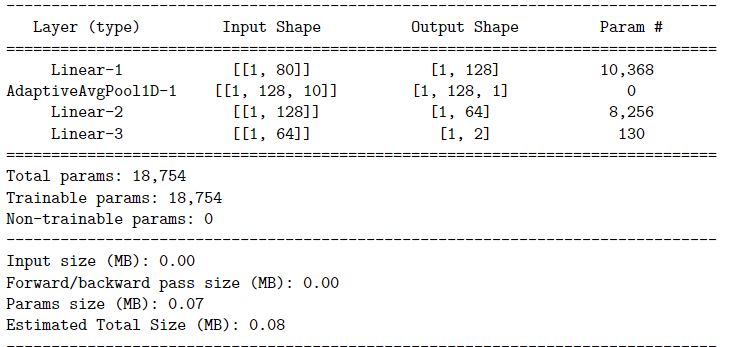 -------------------------------------------------------------------------------
Layer (type) Input Shape Output Shape Param #
===============================================================================
Linear-1 [[1, 80]] [1, 128] 10,368
AdaptiveAvgPool1D-1 [[1, 128, 10]] [1, 128, 1] 0
Linear-2 [[1, 128]] [1, 64] 8,256
Linear-3 [[1, 64]] [1, 2] 130
===============================================================================
Total params: 18,754
Trainable params: 18,754
Non-trainable params: 0
-------------------------------------------------------------------------------
Input size (MB): 0.00
Forward/backward pass size (MB): 0.00
Params size (MB): 0.07
Estimated Total Size (MB): 0.08
-------------------------------------------------------------------------------